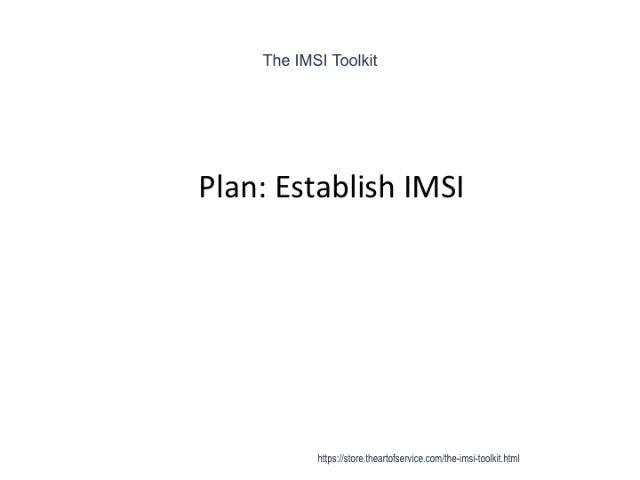 The IMSI Toolkit
Plan: Establish IMSI
https://store.theartofservice.com/the-imsi-toolkit.html